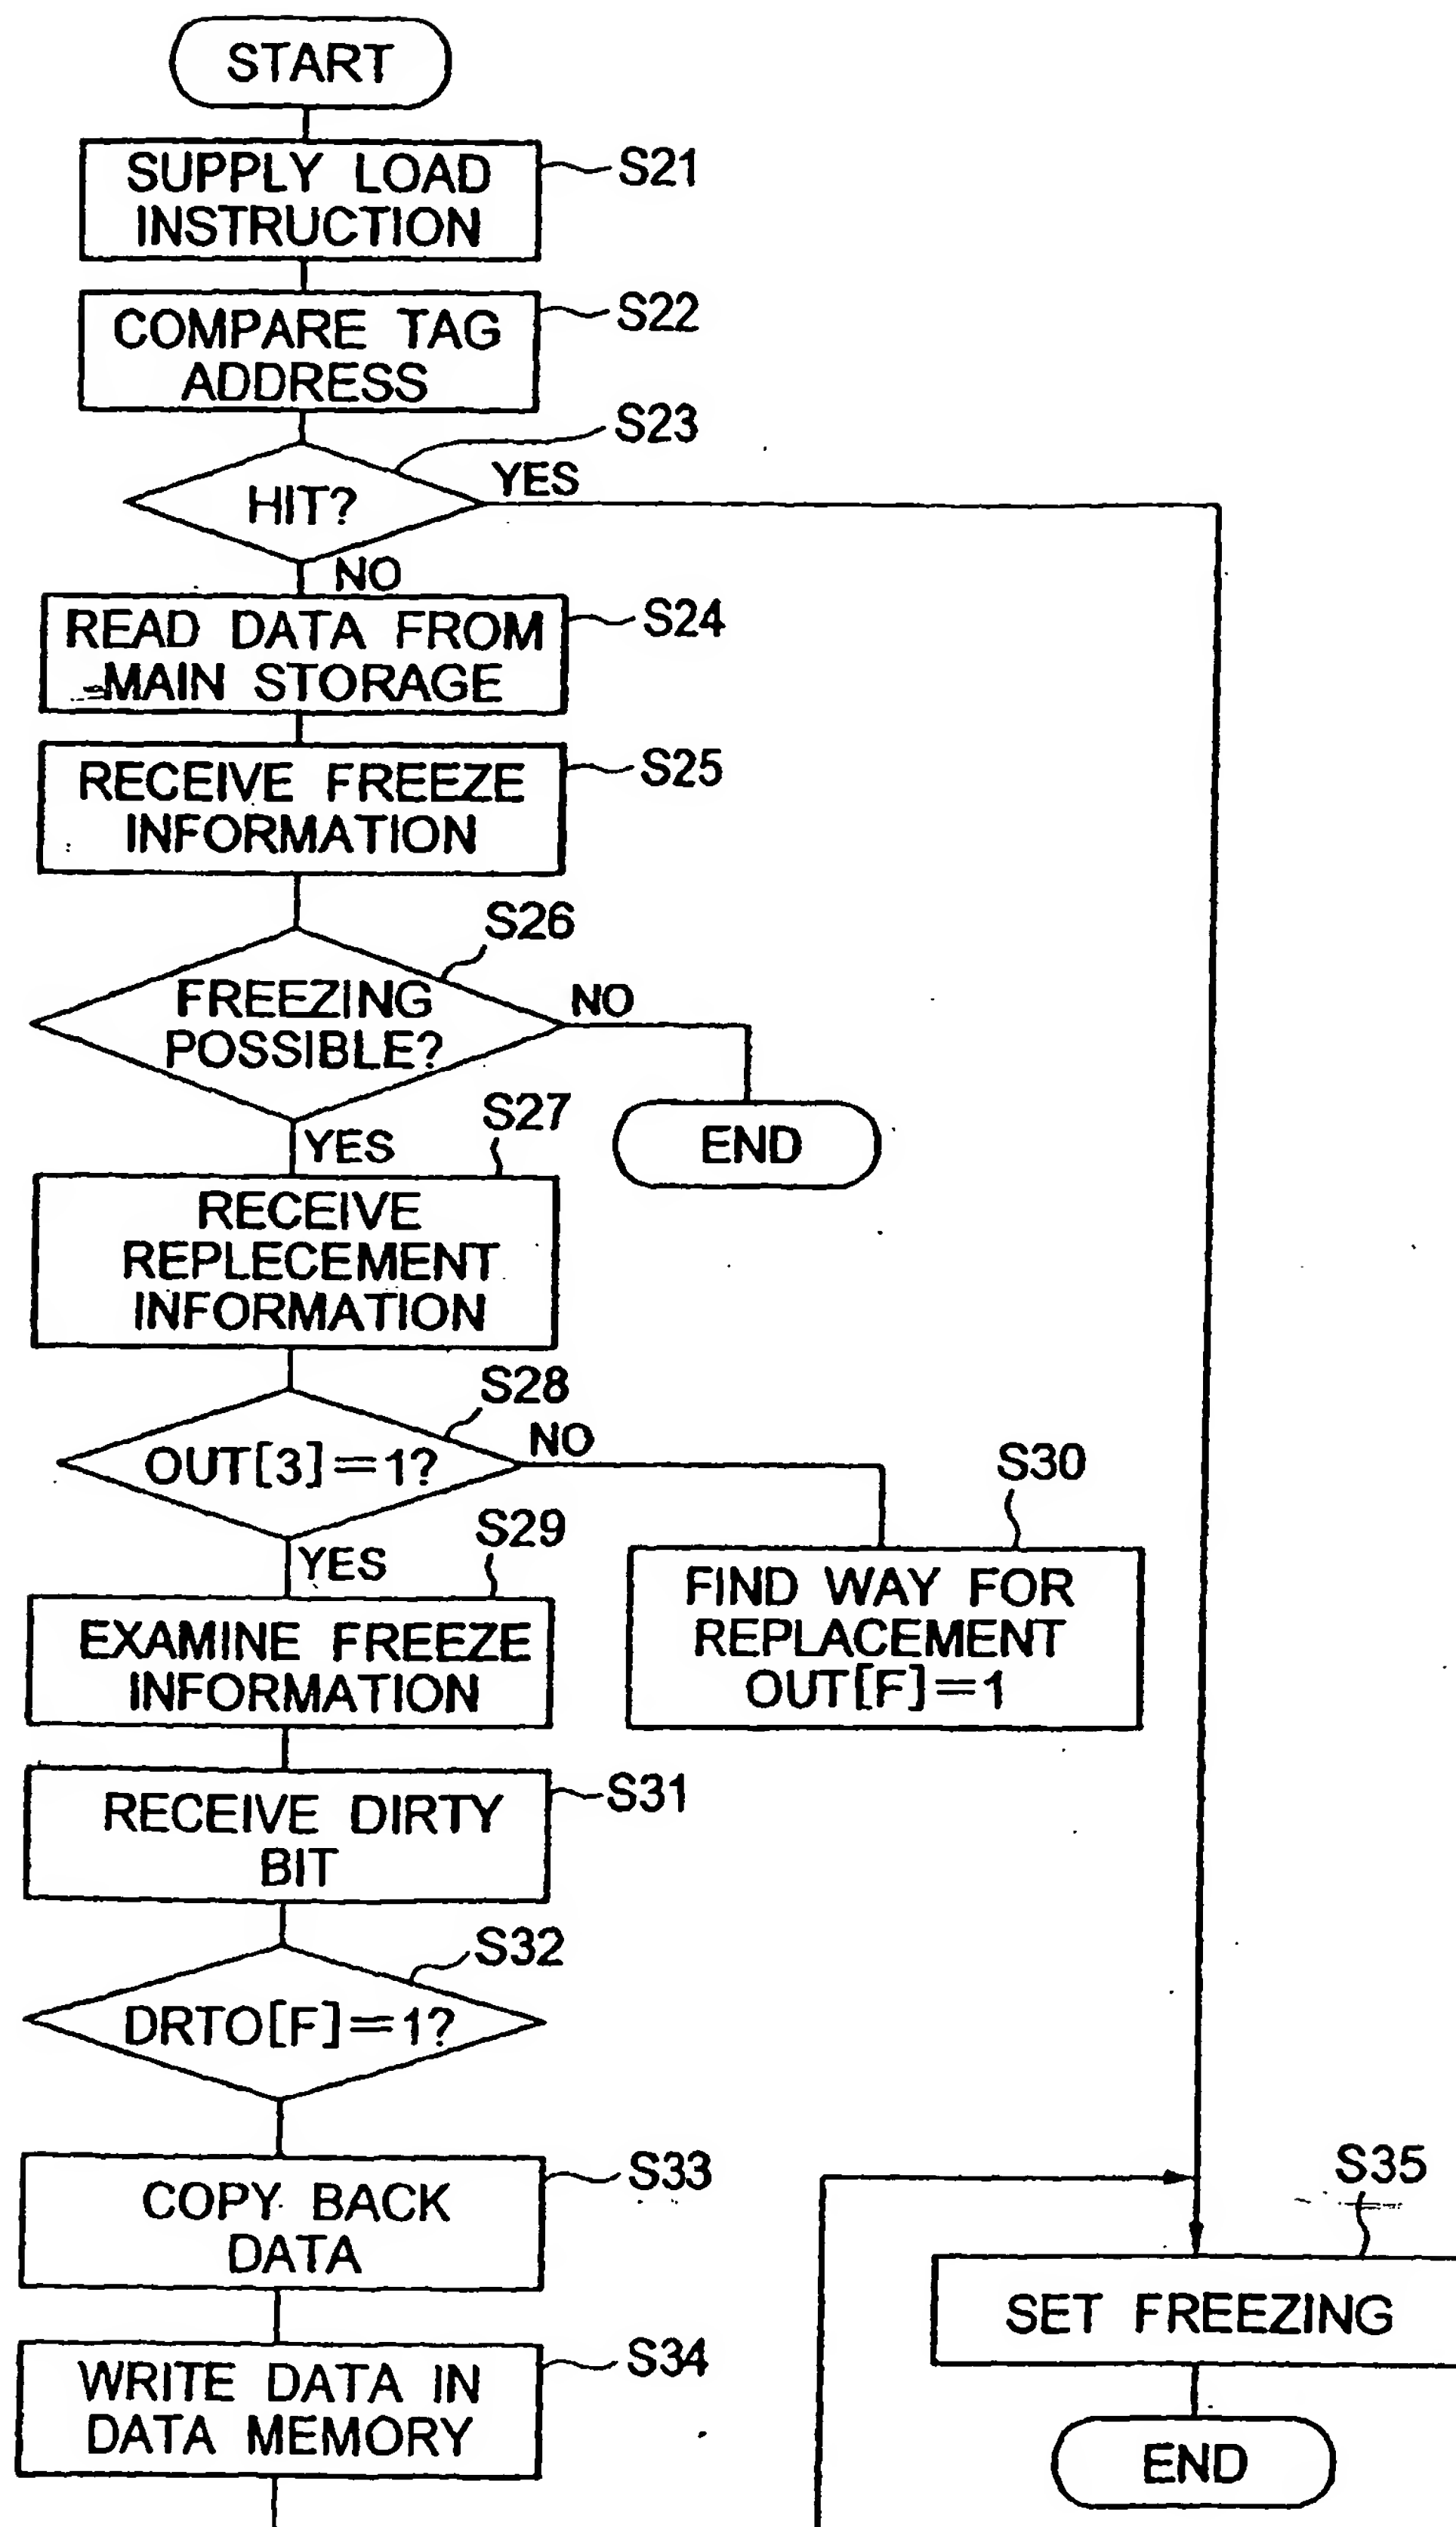 START
SUPPLY LOAD
INSTRUCTION
S21
COMPARE TAG
ADDRESS
S22
S23
HIT?
YES
NO
READ DATA FROM
MAIN STORAGE
S24
RECEIVE FREEZE
INFORMATION
S25
S26
FREEZING
POSSIBLE?
NO
END
YES
S27
RECEIVE
REPLECEMENT
INFORMATION
S28
OUT[3]=1?
NO
YES
S29
EXAMINE FREEZE
INFORMATION
S30
FIND WAY FOR
REPLACEMENT
OUT[F]=1
RECEIVE DIRTY
BIT
S31
S32
DRTO[F]=1?
COPY BACK
DATA
S33
WRITE DATA IN
DATA MEMORY
S34
S35
SET FREEZING
END